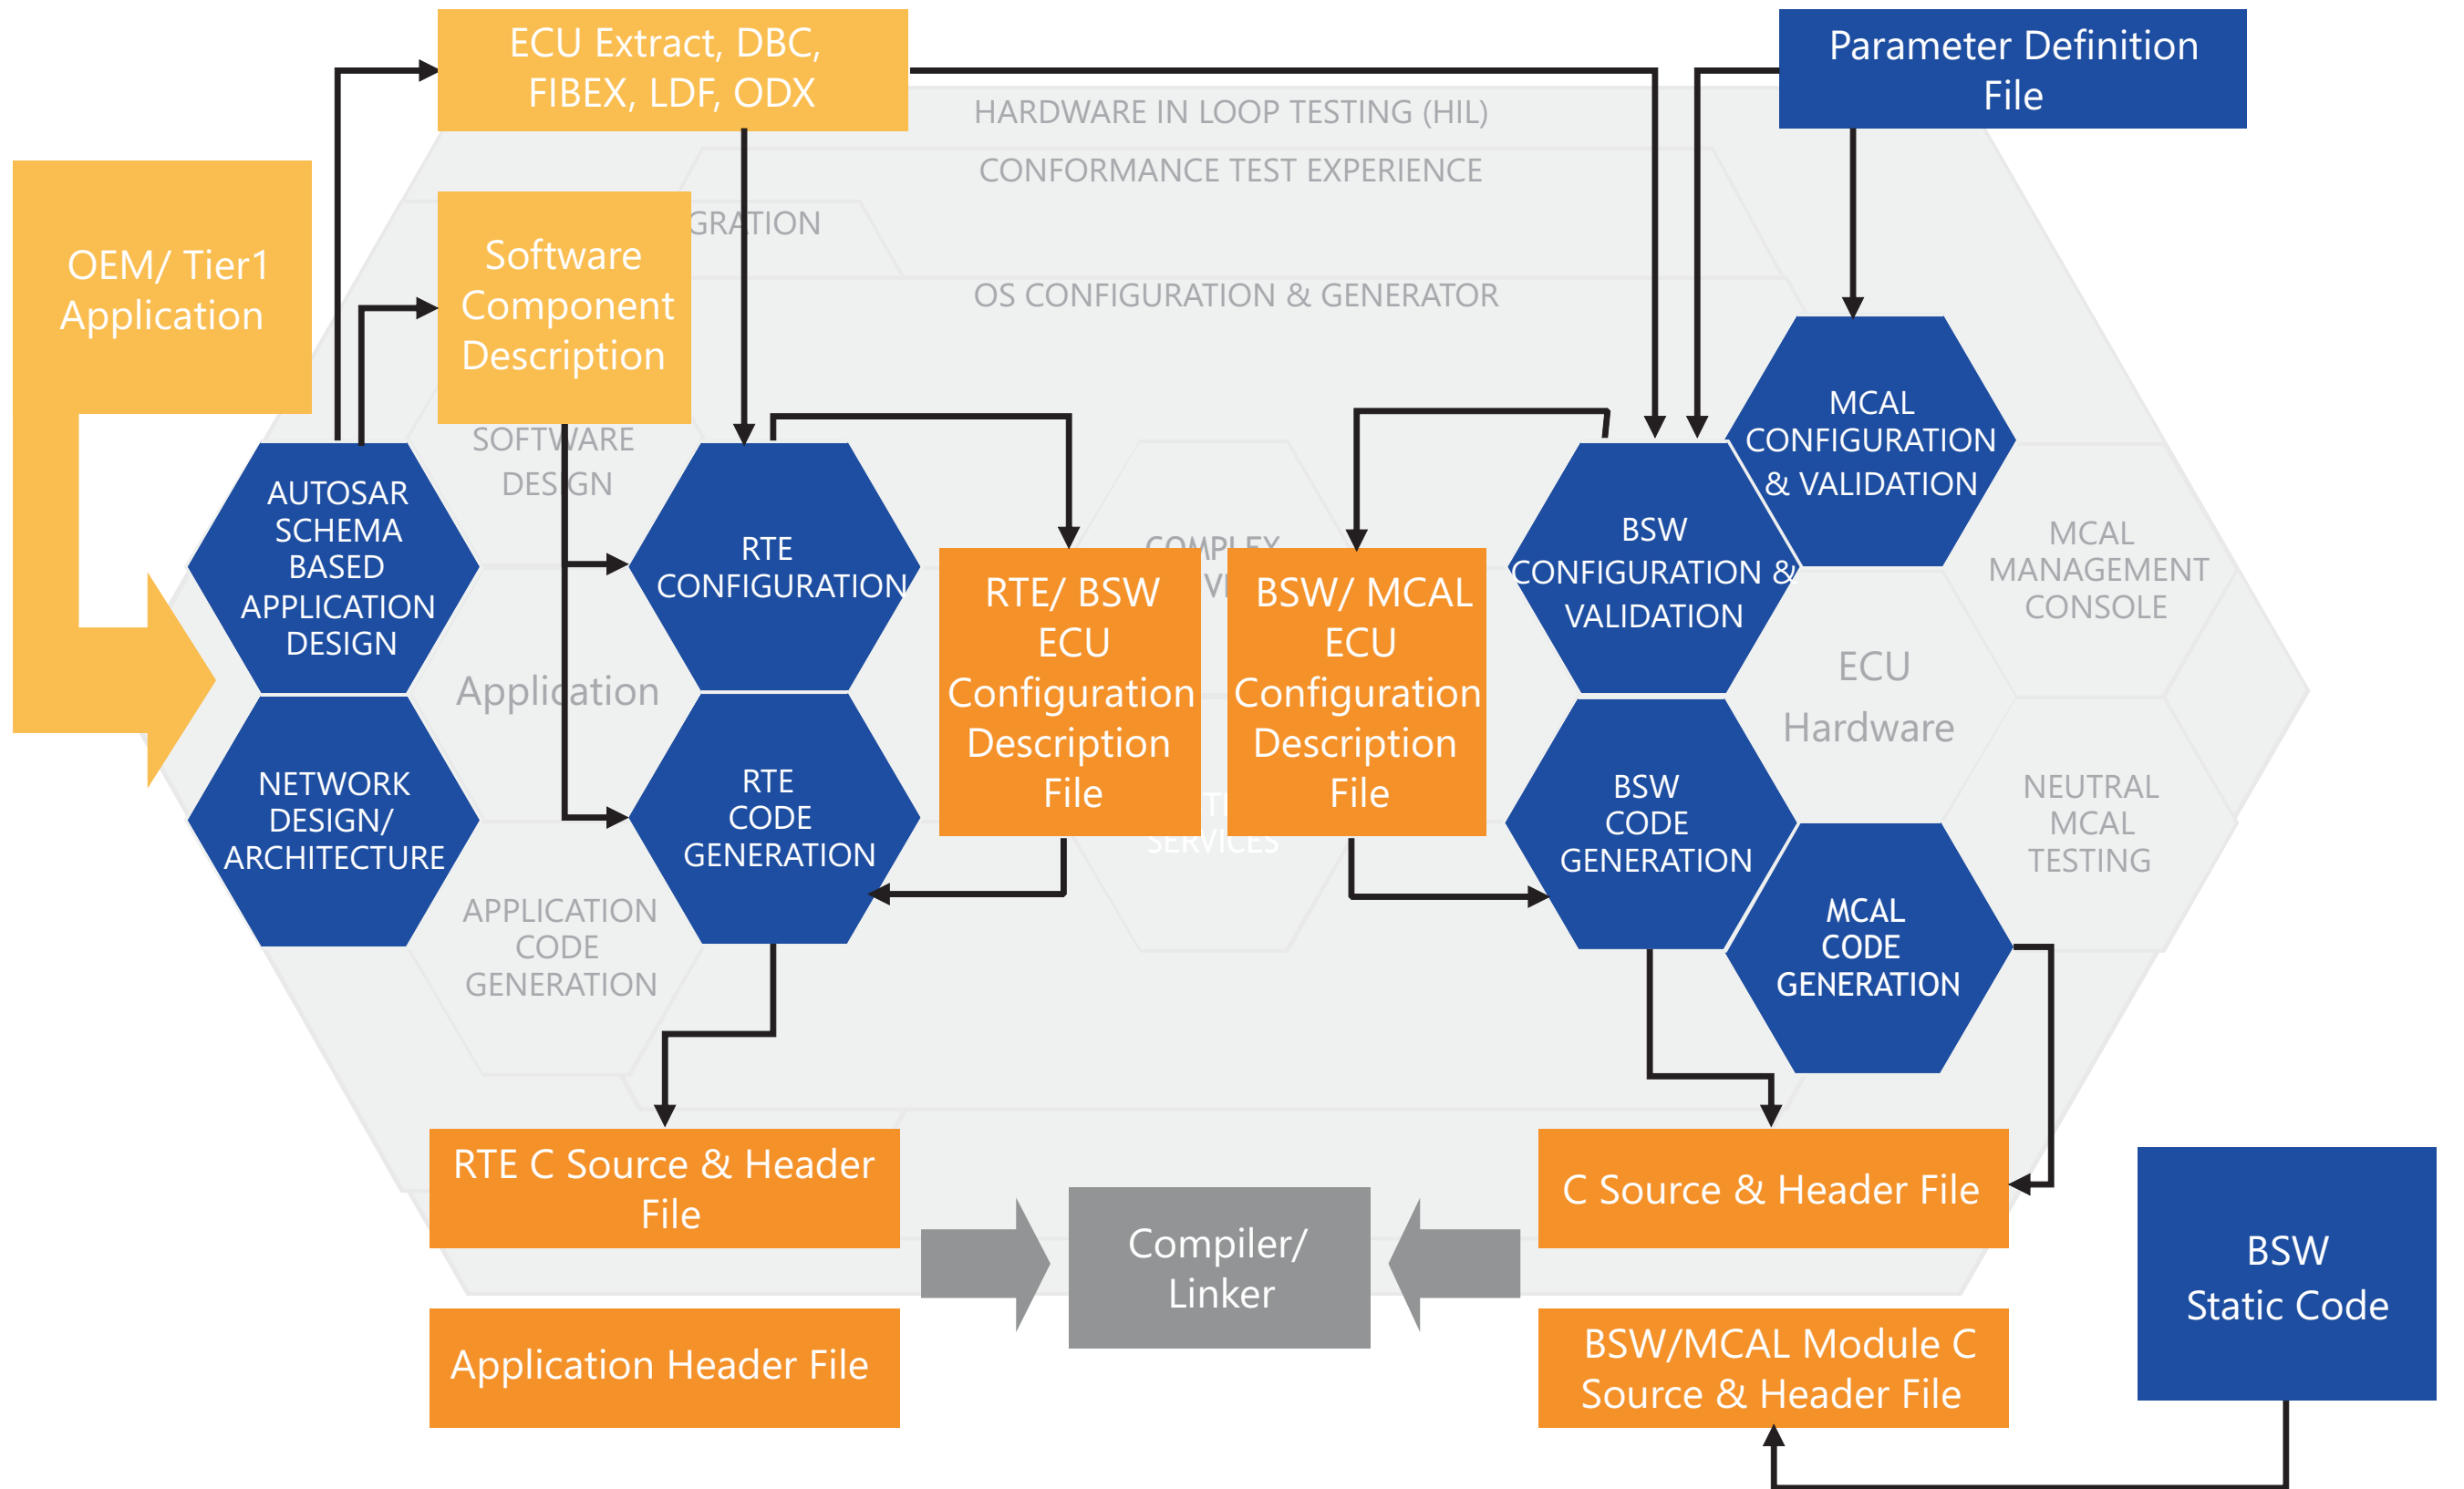 ECU Extract, DBC,
FIBEX, LDF, ODX
Parameter Definition
File
HARDWARE IN LOOP TESTING (HIL)
CONFORMANCE TEST EXPERIENCE
GRATION
OS CONFIGURATION & GENERATOR
OEM/ Tier1
Application
Software
Component
Description
SOFTWARE
DESIGN
AUTOSAR
SCHEMA
BASED
APPLICATION
DESIGN
NETWORK
DESIGN/
ARCHITECTURE
Application
APPLICATION
CODE
GENERATION
RTE
CONFIGURATION
RTE
CODE
GENERATION
COMPLEX
RTE/ BSW
ECU
Configuration
Description
File
BSW/ MCAL
ECU
Configuration
Description
File
SERVICES
MCAL
CONFIGURATION
& VALIDATION
BSW
CONFIGURATION &
VALIDATION
BSW
CODE
GENERATION
MCAL
CODE
GENERATION
ECU
Hardware
MCAL
MANAGEMENT
CONSOLE
NEUTRAL
MCAL
TESTING
RTE C Source & Header
File
Application Header File
Compiler/
Linker
C Source & Header File
BSW/MCAL Module C
Source & Header File
BSW
Static Code